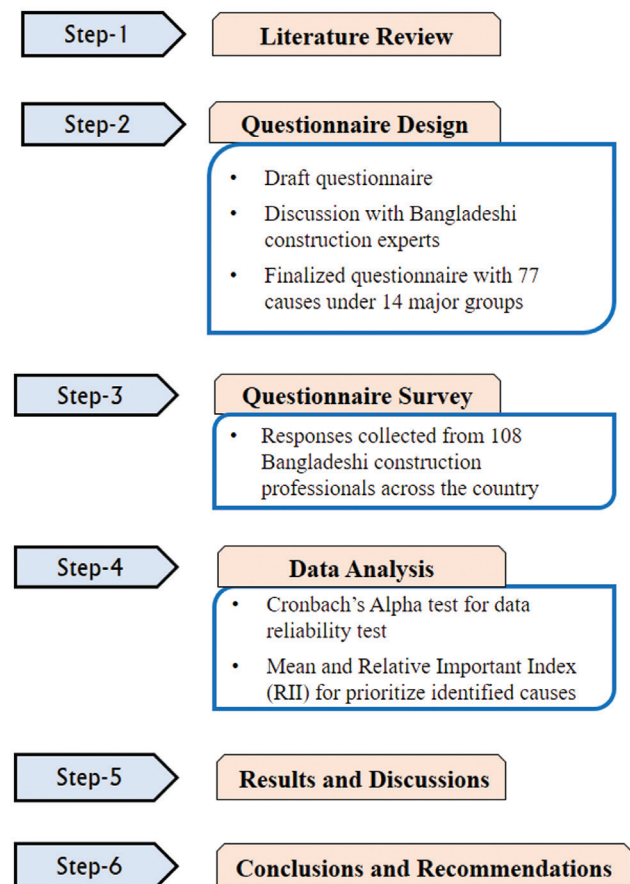 Step-1
Literature Review
Step-2
Questionnaire Design
• Draft questionnaire
• Discussion with Bangladeshi
construction experts
• Finalized questionnaire with 77
causes under 14 major groups
Step-3
Questionnaire Survey
• Responses collected from 108
Bangladeshi construction
professionals across the country
Step-4
Data Analysis
• Cronbach’s Alpha test for data
reliability test
• Mean and Relative Important Index
(RII) for prioritize identified causes
Step-5
Results and Discussions
Step-6
Conclusions and Recommendations